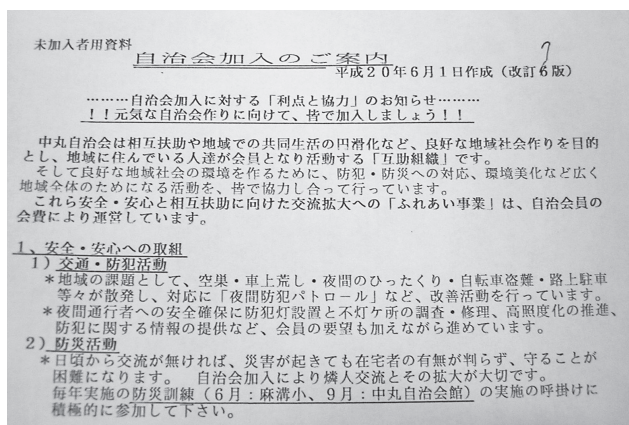 未加入者用資料
自治会加入のご案内
7
平成20年6月1日作成（改訂6版）
………自治会加入に対する「利点と協力」のお知らせ………
！！元気な自治会作りに向けて、皆で加入しましょう！！
中丸自治会は相互扶助や地域での共同生活の円滑化など、良好な地域社会作りを目的
とし、地域に住んでいる人達が会員となり活動する「互助組織」です。
そして良好な地域社会の環境を作るために、防犯・防災への対応、環境美化など広く
地域全体のためになる活動を、皆で協力し合って行っています。
これら安全・安心と相互扶助に向けた交流拡大への「ふれあい事業」は、自治会員の
会費により運営しています。
1、安全・安心への取組
1）交通・防犯活動
＊地域の課題として、空巣・車上荒し・夜間のひったくり・自転車盗難・路上駐車
等々が散発し、対応に「夜間防犯パトロール」など、改善活動を行っています。
＊夜間通行者への安全確保に防犯灯設置と不灯ケ所の調査・修理、高照度化の推進、
防犯に関する情報の提供など、会員の要望も加えながら進めています。
2）防災活動
＊日頃から交流が無ければ、災害が起きても在宅者の有無が判らず、守ることが
困難になります。　自治会加入により隣人交流とその拡大が大切です。
毎年実施の防災訓練（6月：麻溝小、9月：中丸自治会館）の実施の呼掛けに
積極的に参加して下さい。